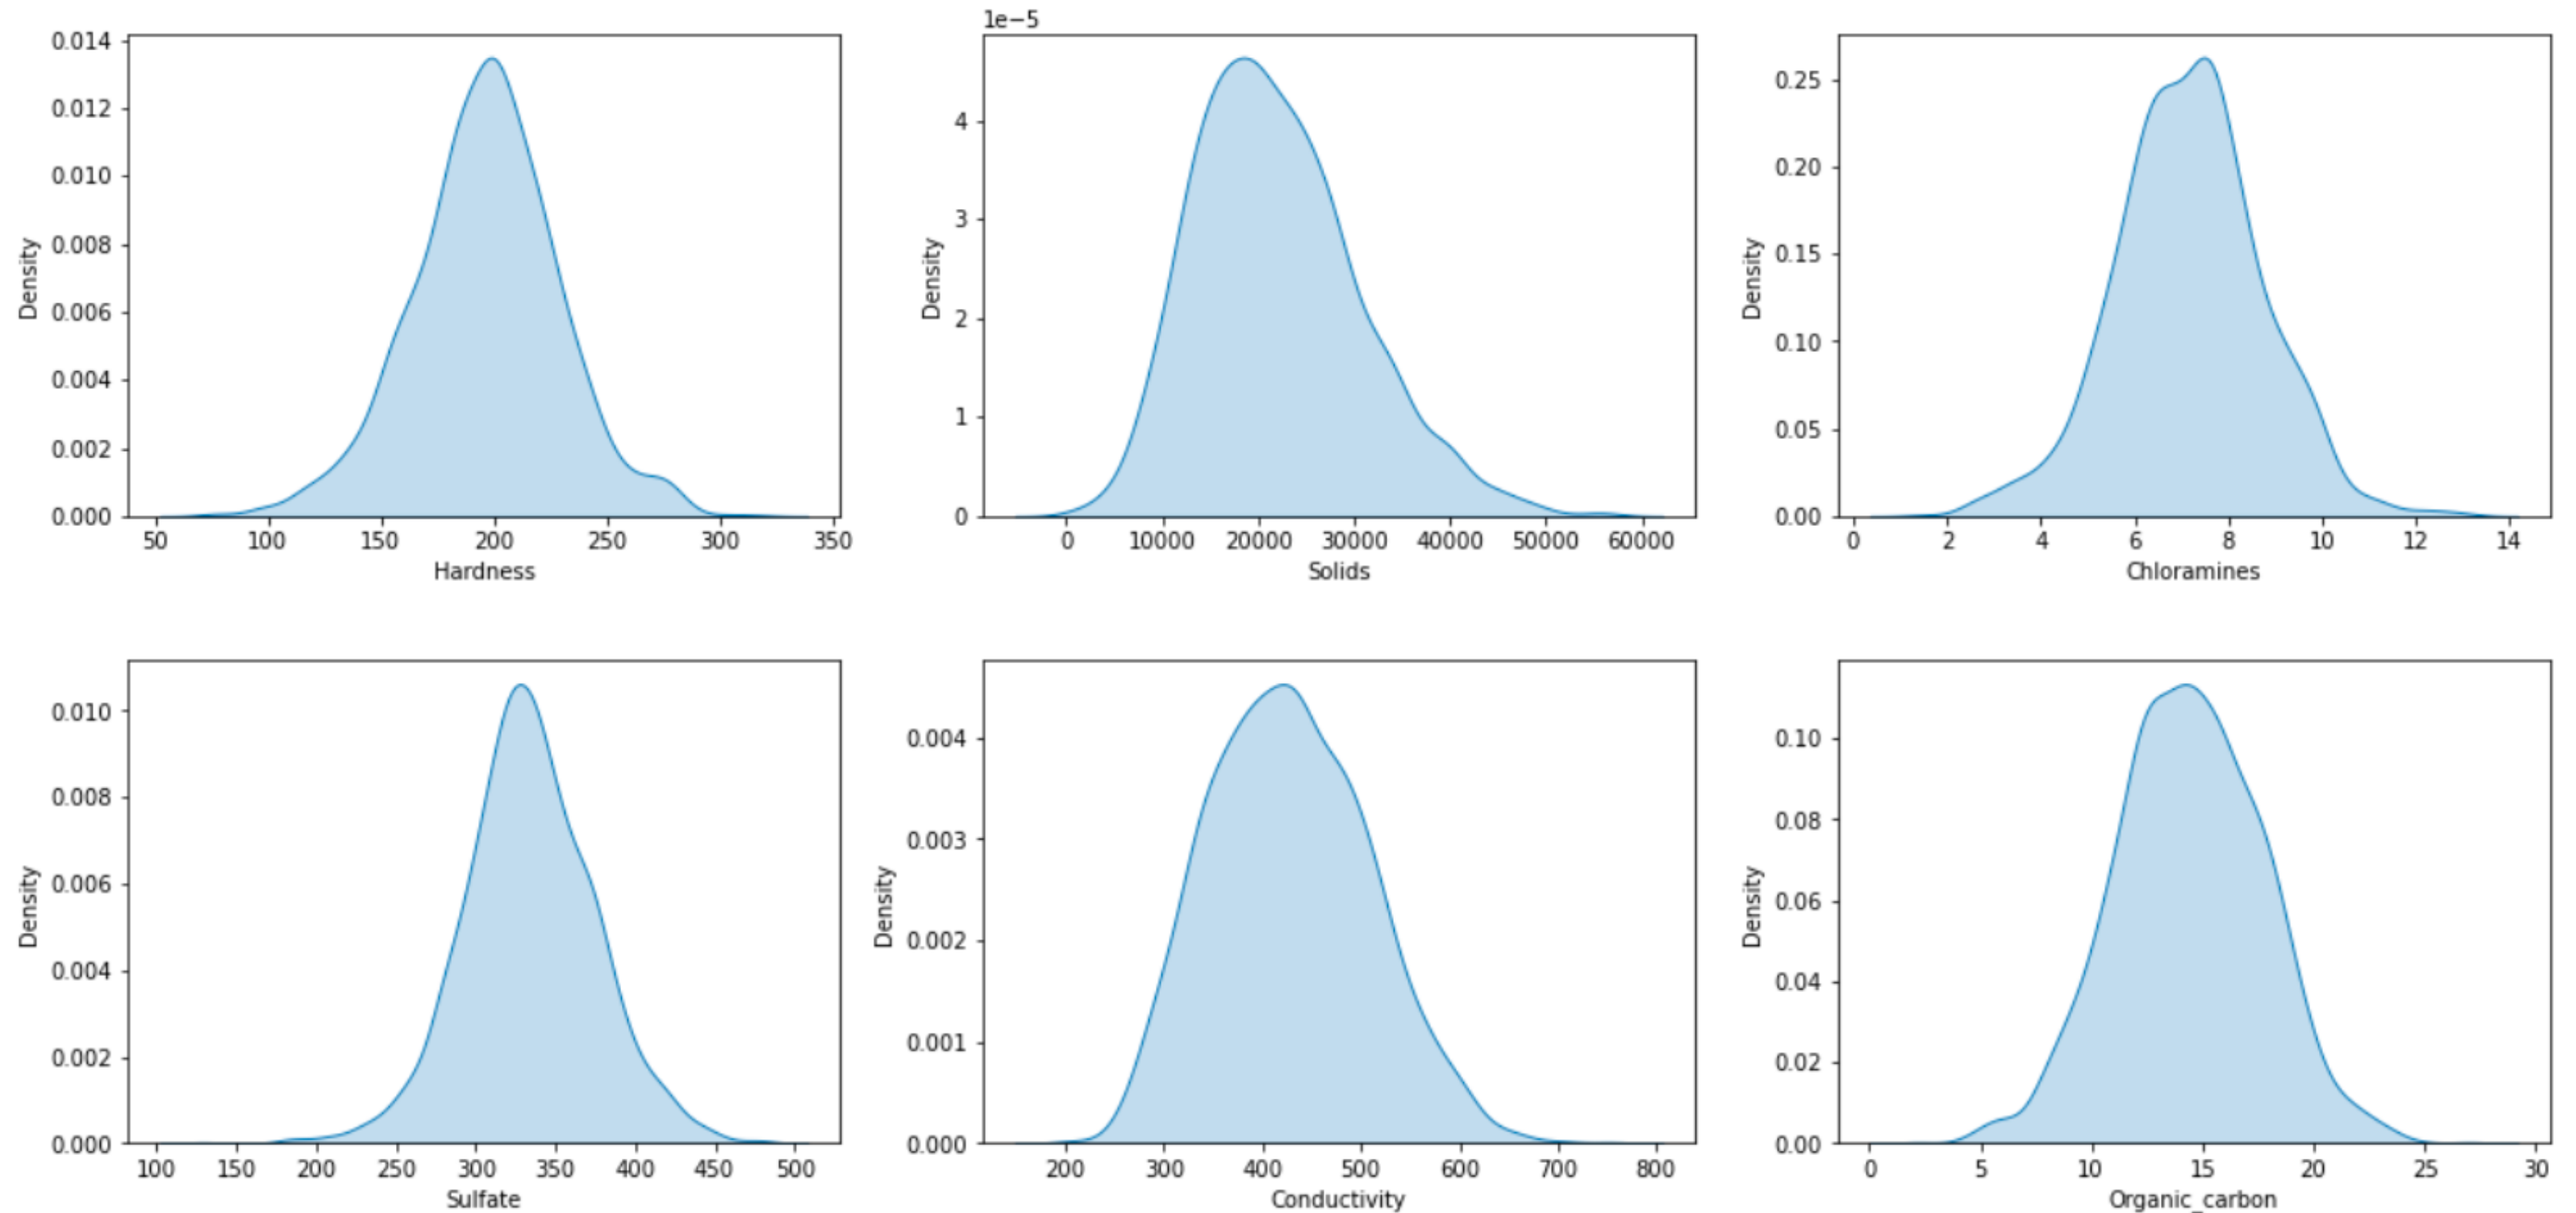 0.014
0.012
0.010
0.008
0.006
0.004
0.002
0.000
Density
50 100 150 200 250 300 350
Hardness
1e−5
4
3
2
1
0
Density
0 10000 20000 30000 40000 50000 60000
Solids
0.25
0.20
0.15
0.10
0.05
0.00
Density
0 2 4 6 8 10 12 14
Chloramines
0.010
0.008
0.006
0.004
0.002
0.000
Density
100 150 200 250 300 350 400 450 500
Sulfate
0.004
0.003
0.002
0.001
0.000
Density
200 300 400 500 600 700 800
Conductivity
0.10
0.08
0.06
0.04
0.02
0.00
Density
0 5 10 15 20 25 30
Organic_carbon